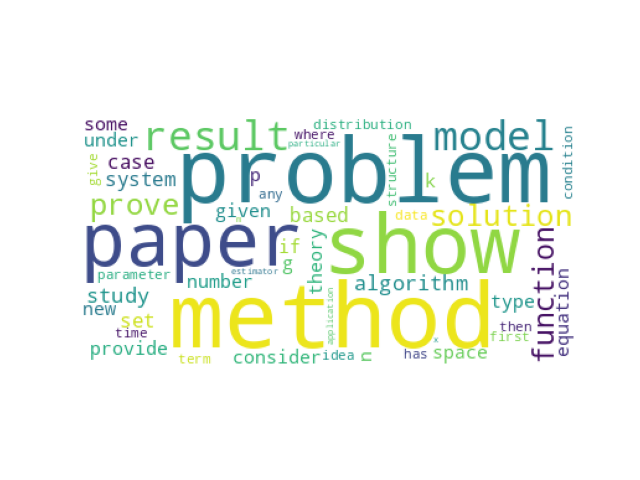 some
under
result
where
distribution
particular
model
condition
give
case
system
problem
p
any
structure
k
prove
given
based
data
solution
paper
a
show
if
g
theory
function
equation
parameter
number
estimator
algorithm
study
new
set
time
method
application
type
then
first
x
provide
term
consider
idea
n
has
space